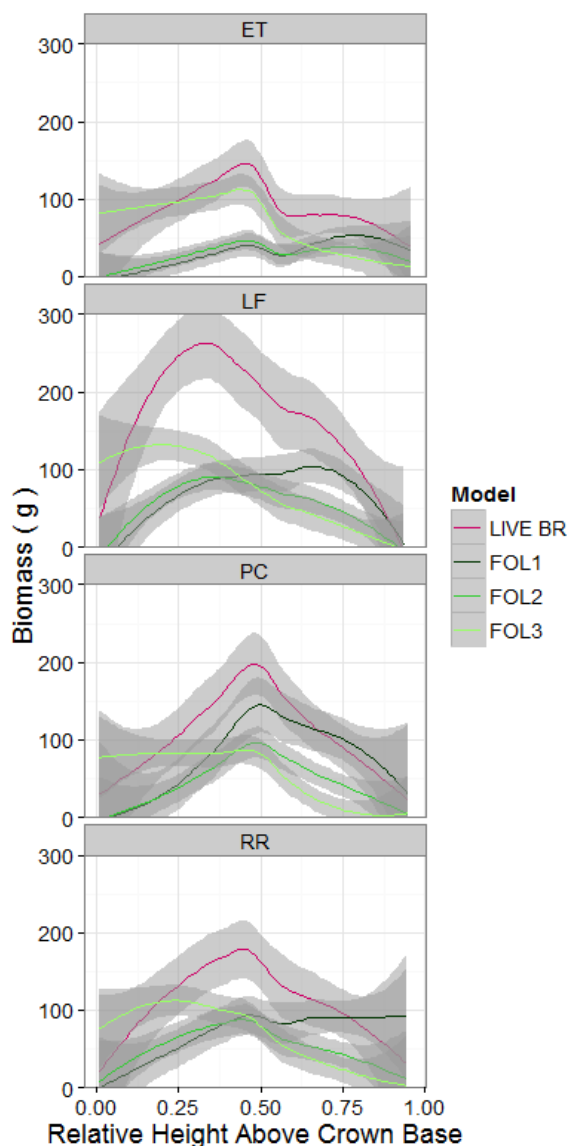 ET
300
200
100
0
LF
300
200
100
0
PC
300
200
100
0
RR
300
200
100
0
0.00 0.25 0.50 0.75 1.00
Relative Height Above Crown Base
Biomass ( g )
Model
LIVE BR
FOL1
FOL2
FOL3